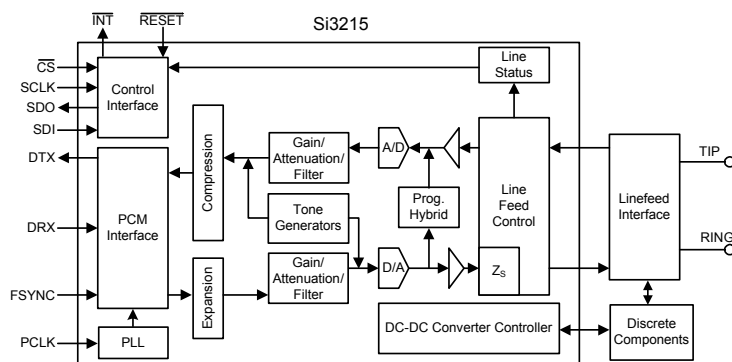 Si3215
INT
RESET
CS
SCLK
SDO
SDI
DTX
DRX
FSYNC
PCLK
Control
Interface
PCM
Interface
PLL
Compression
Expansion
Gain/
Attenuation/
Filter
Tone
Generators
Gain/
Attenuation/
Filter
A/D
Prog.
Hybrid
D/A
Line
Status
Line
Feed
Control
ZS
DC-DC Converter Controller
Linefeed
Interface
Discrete
Components
TIP
RING